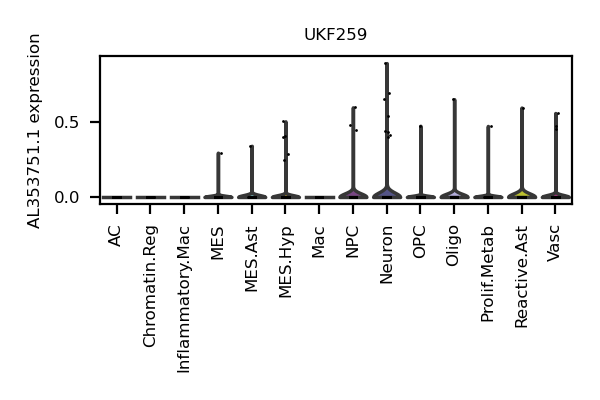 UKF259
AL353751.1 expression
0.5
0.0
AC
Chromatin.Reg
Inflammatory.Mac
MES
MES.Ast
MES.Hyp
Mac
NPC
Neuron
OPC
Oligo
Prolif.Metab
Reactive.Ast
Vasc